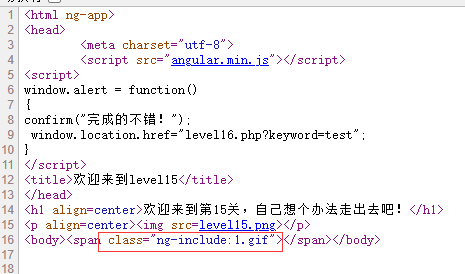 1 <html ng-app>
2 <head>
3 <meta charset="utf-8">
4 <script src="angular.min.js"></script>
5 <script>
6 window.alert = function()
7 {
8 confirm("完成的不错！");
9 window.location.href="level16.php?keyword=test";
10 }
11 </script>
12 <title>欢迎来到level15</title>
13 </head>
14 <h1 align=center>欢迎来到第15关，自己想个办法走出去吧！</h1>
15 <p align=center><img src=level15.png></p>
16 <body><span class="ng-include:1.gif"></span></body>